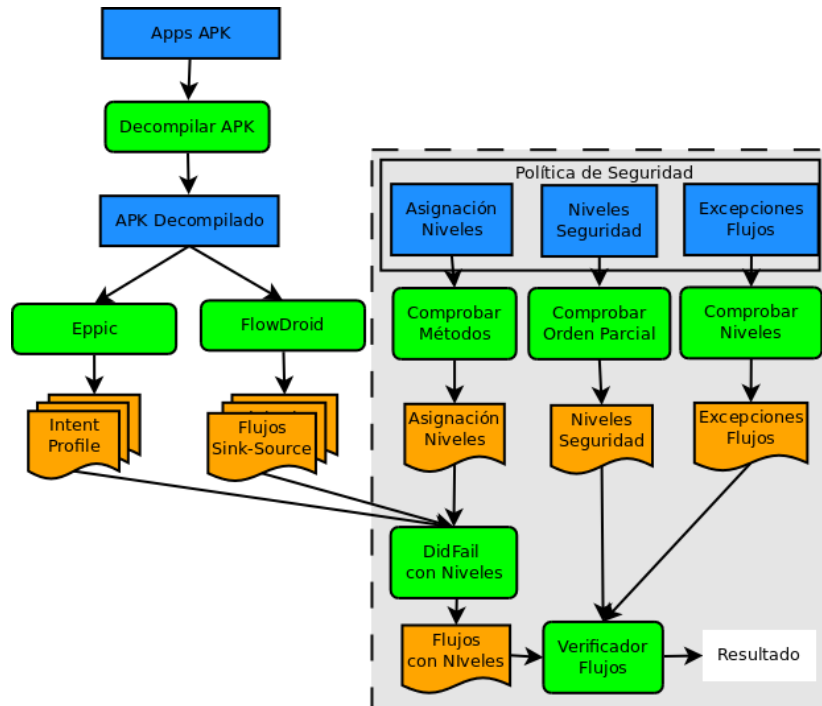 Apps APK
Decompilar APK
APK Decompilado
Eppic
FlowDroid
Intent
Profile
Flujos
Sink-Source
Política de Seguridad
Asignación
Niveles
Niveles
Seguridad
Excepciones
Flujos
Comprobar
Métodos
Comprobar
Orden Parcial
Comprobar
Niveles
Asignación
Niveles
Niveles
Seguridad
Excepciones
Flujos
DidFail
con Niveles
Flujos
con NIveles
Verificador
Flujos
Resultado